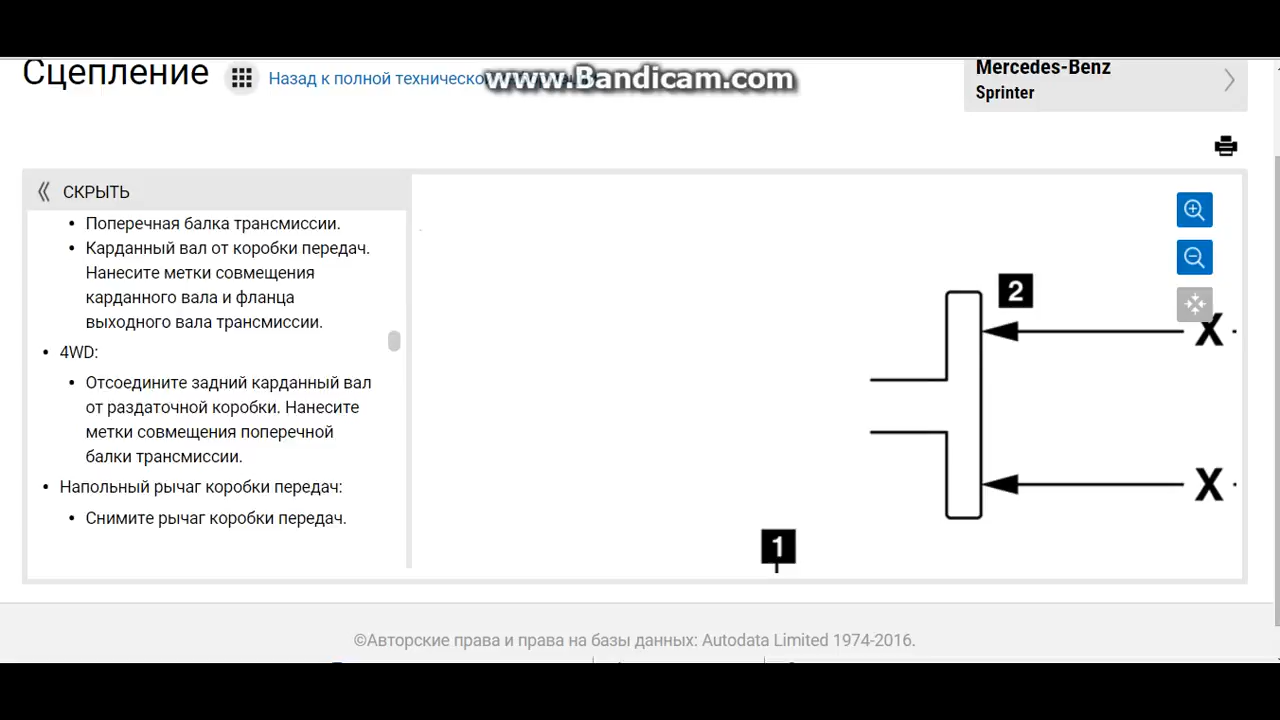 Сцепление
Назад к полной техническо
www.Bandicam.com
Mercedes-Benz
Sprinter
СКРЫТЬ
• Поперечная балка трансмиссии.
• Карданный вал от коробки передач.
Нанесите метки совмещения
карданного вала и фланца
выходного вала трансмиссии.
• 4WD:
• Отсоедините задний карданный вал
от раздаточной коробки. Нанесите
метки совмещения поперечной
балки трансмиссии.
• Напольный рычаг коробки передач:
• Снимите рычаг коробки передач.
2
X
X
1
©Авторские права и права на базы данных: Autodata Limited 1974-2016.